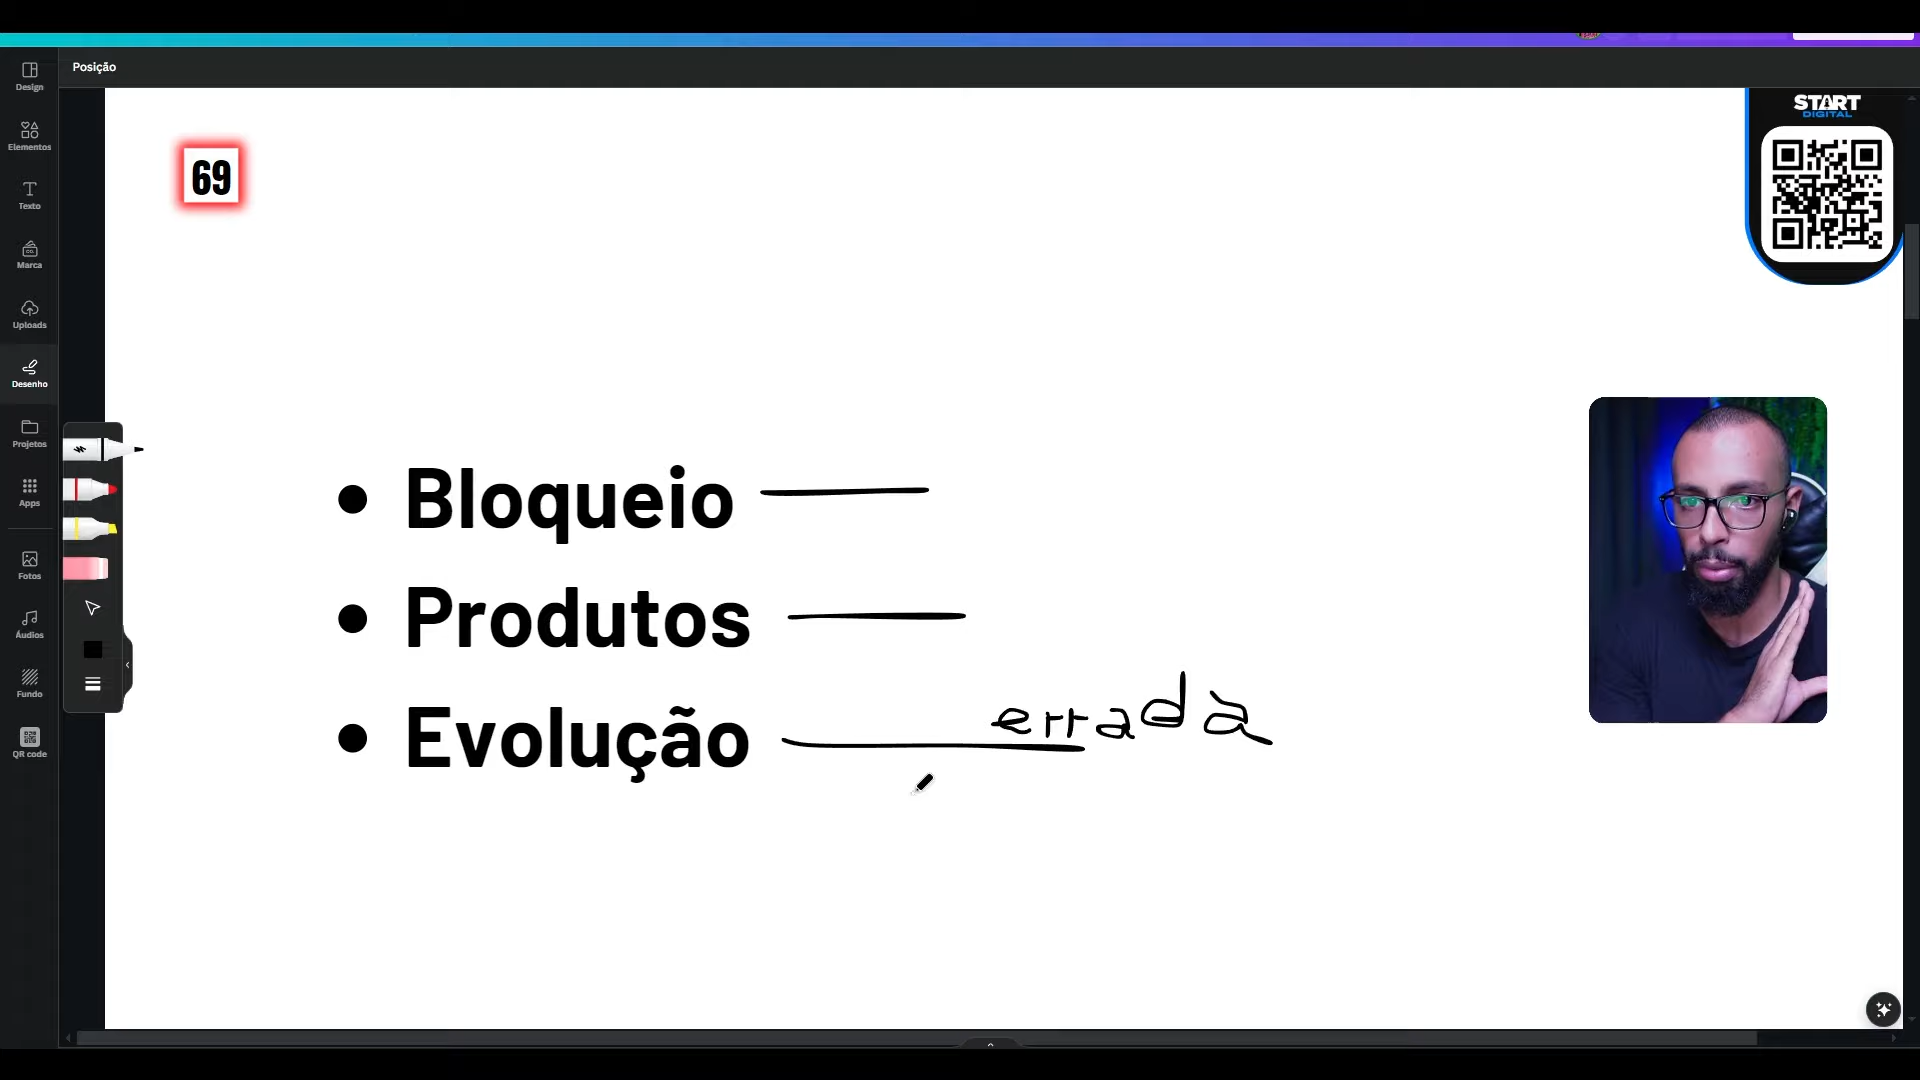 Posição
Design
Elementos
Texto
Marca
Uploads
Desenho
Projetos
Apps
Fotos
Áudios
Fundo
QR code
69
START
DIGITAL
Bloqueio
Produtos
errada
Evolução